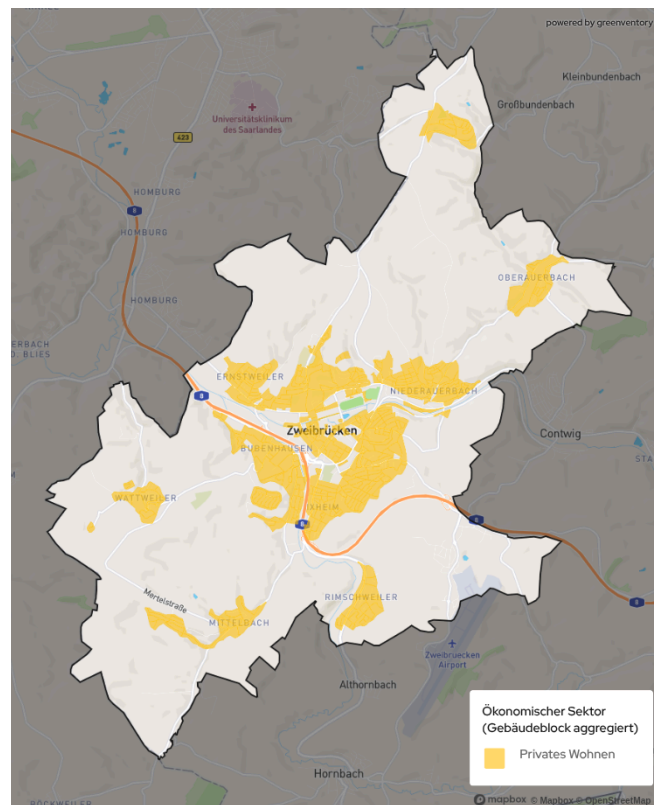 powered by greenventory
Kleinbundenbach
Großbundenbach
Universitätsklinikum
des Saarlandes
423
HOMBURG
8
HOMBURG
HOMBURG
OBERAUERBACH
ERBACH
D. BLIES
ERNSTWEILER
NIEDERAUERBACH
8
Zweibrücken
Contwig
BUBENHAUSEN
STA
WATTWEILER
IXHEIM
8
8
8
Mertelstraße
RIMSCHWEILER
MITTELBACH
Zweibruecken
Airport
Althornbach
Hornbach
Ökonomischer Sektor
(Gebäudeblock aggregiert)
Privates Wohnen
mapbox © Mapbox © OpenStreetMap